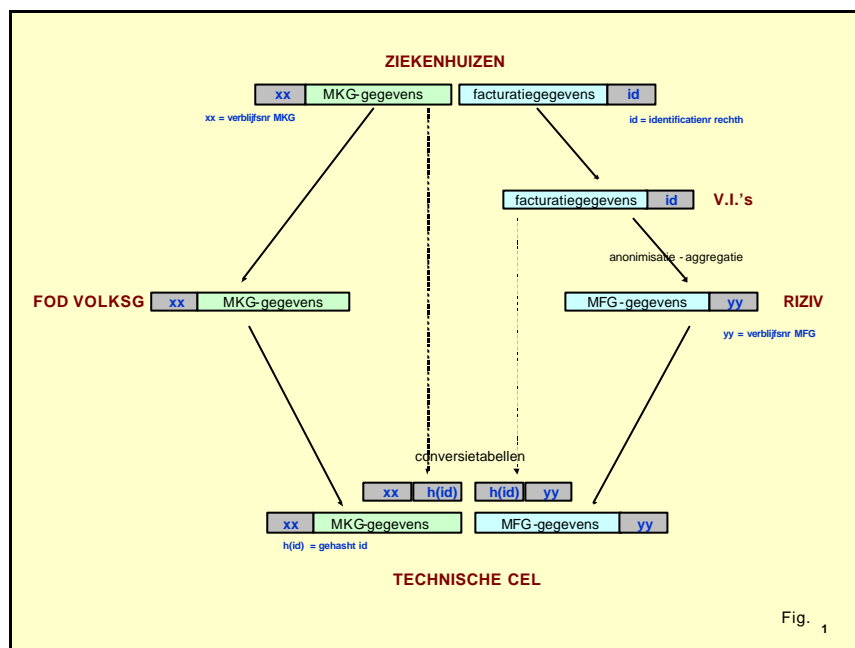 ZIEKENHUIZEN
xx MKG-gegevens facturatiegegevens id
xx = verblijfsnr MKG id = identificatienr rechth
facturatiegegevens id V.I.'s
anonimisatie - aggregatie
FOD VOLKSG xx MKG-gegevens MFG-gegevens yy RIZIV
yy = verblijfsnr MFG
conversietabellen
xx h(id) h(id) yy
xx MKG-gegevens MFG-gegevens yy
h(id) = gehasht id
TECHNISCHE CEL
Fig. 1